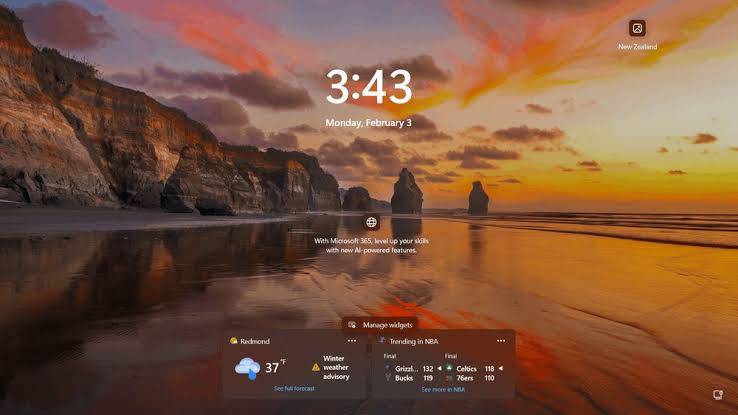 New Zealand
3:43
Monday, February 3
With Microsoft 365, level up your skills
with new AI-powered features.
Manage widgets
Redmond
37 °F
Winter
weather
advisory
See full forecast
Trending in NBA
Final Final
Grizzl... 132 Celtics 118
Bucks 119 76ers 110
See more in NBA